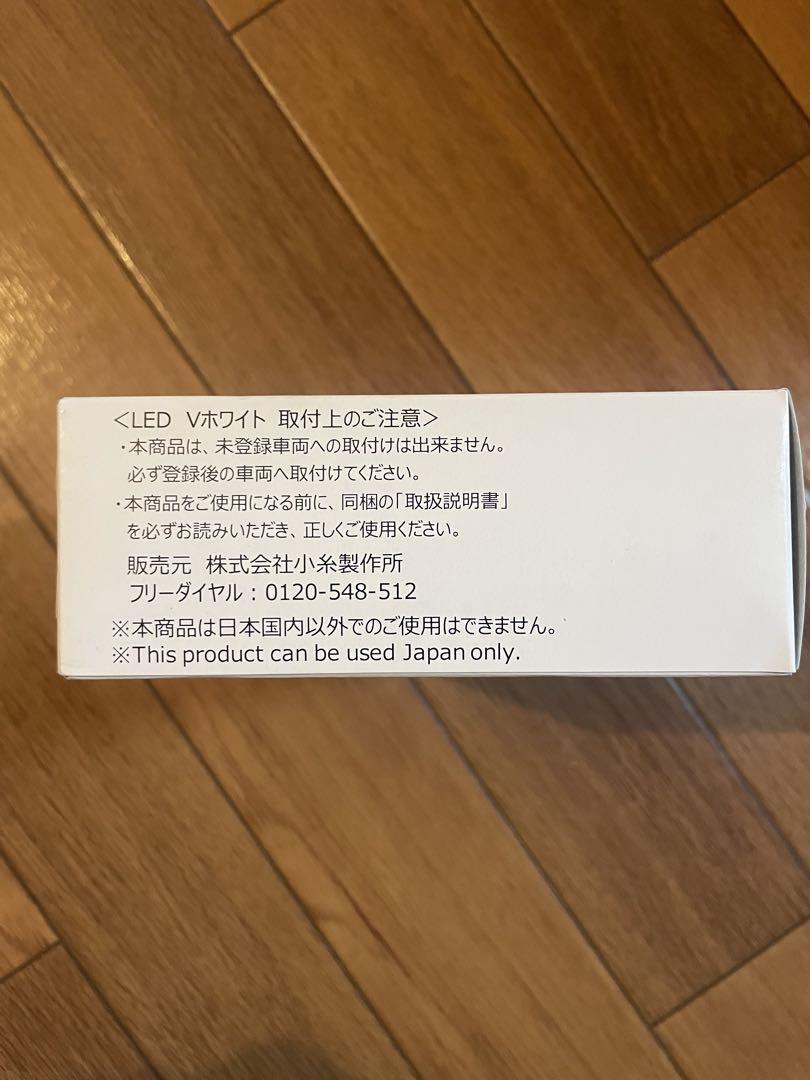 ＜LED Vホワイト 取付上のご注意＞
・本商品は、未登録車両への取付けは出来ません。
必ず登録後の車両へ取付けてください。
・本商品をご使用になる前に、同梱の「取扱説明書」
を必ずお読みいただき、正しくご使用ください。
販売元 株式会社小糸製作所
フリーダイヤル：0120-548-512
※本商品は日本国内以外でのご使用はできません。
※This product can be used Japan only.